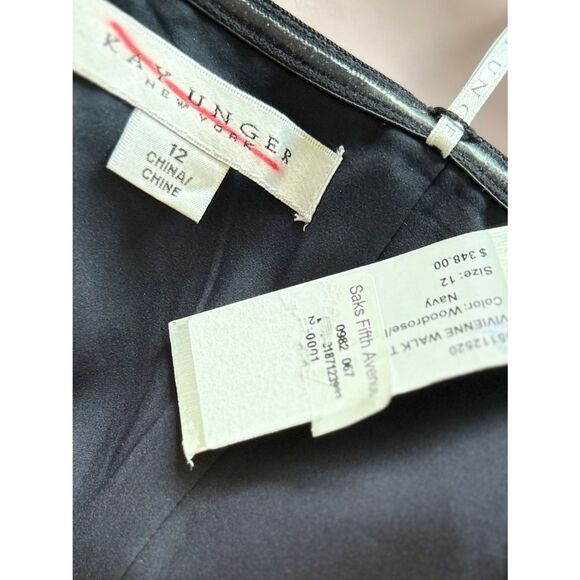 KAY UNGER
NEW YORK
12
CHINA/
CHINE
UNGER
VIVIENNE WALK T
Color:Woodrose/
Navy
Size:12
$ 348.00
Saks Fifth Avenue
0982 067